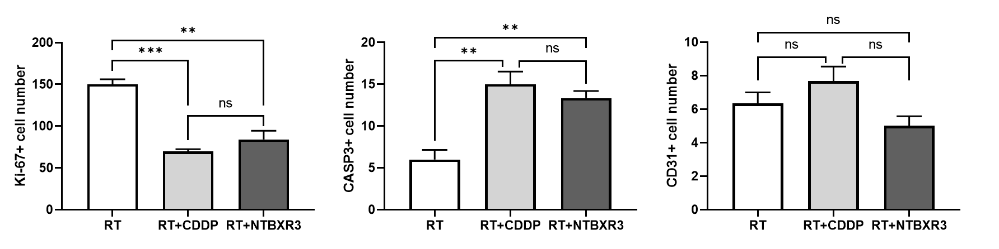 Ki-67+ cell number
200
150
100
50
0
**
***
ns
RT
RT+CDDP
RT+NTBXR3
CASP3+ cell number
20
15
10
5
0
**
**
ns
RT
RT+CDDP
RT+NTBXR3
CD31+ cell number
10
8
6
4
2
0
ns
ns
ns
RT
RT+CDDP
RT+NTBXR3